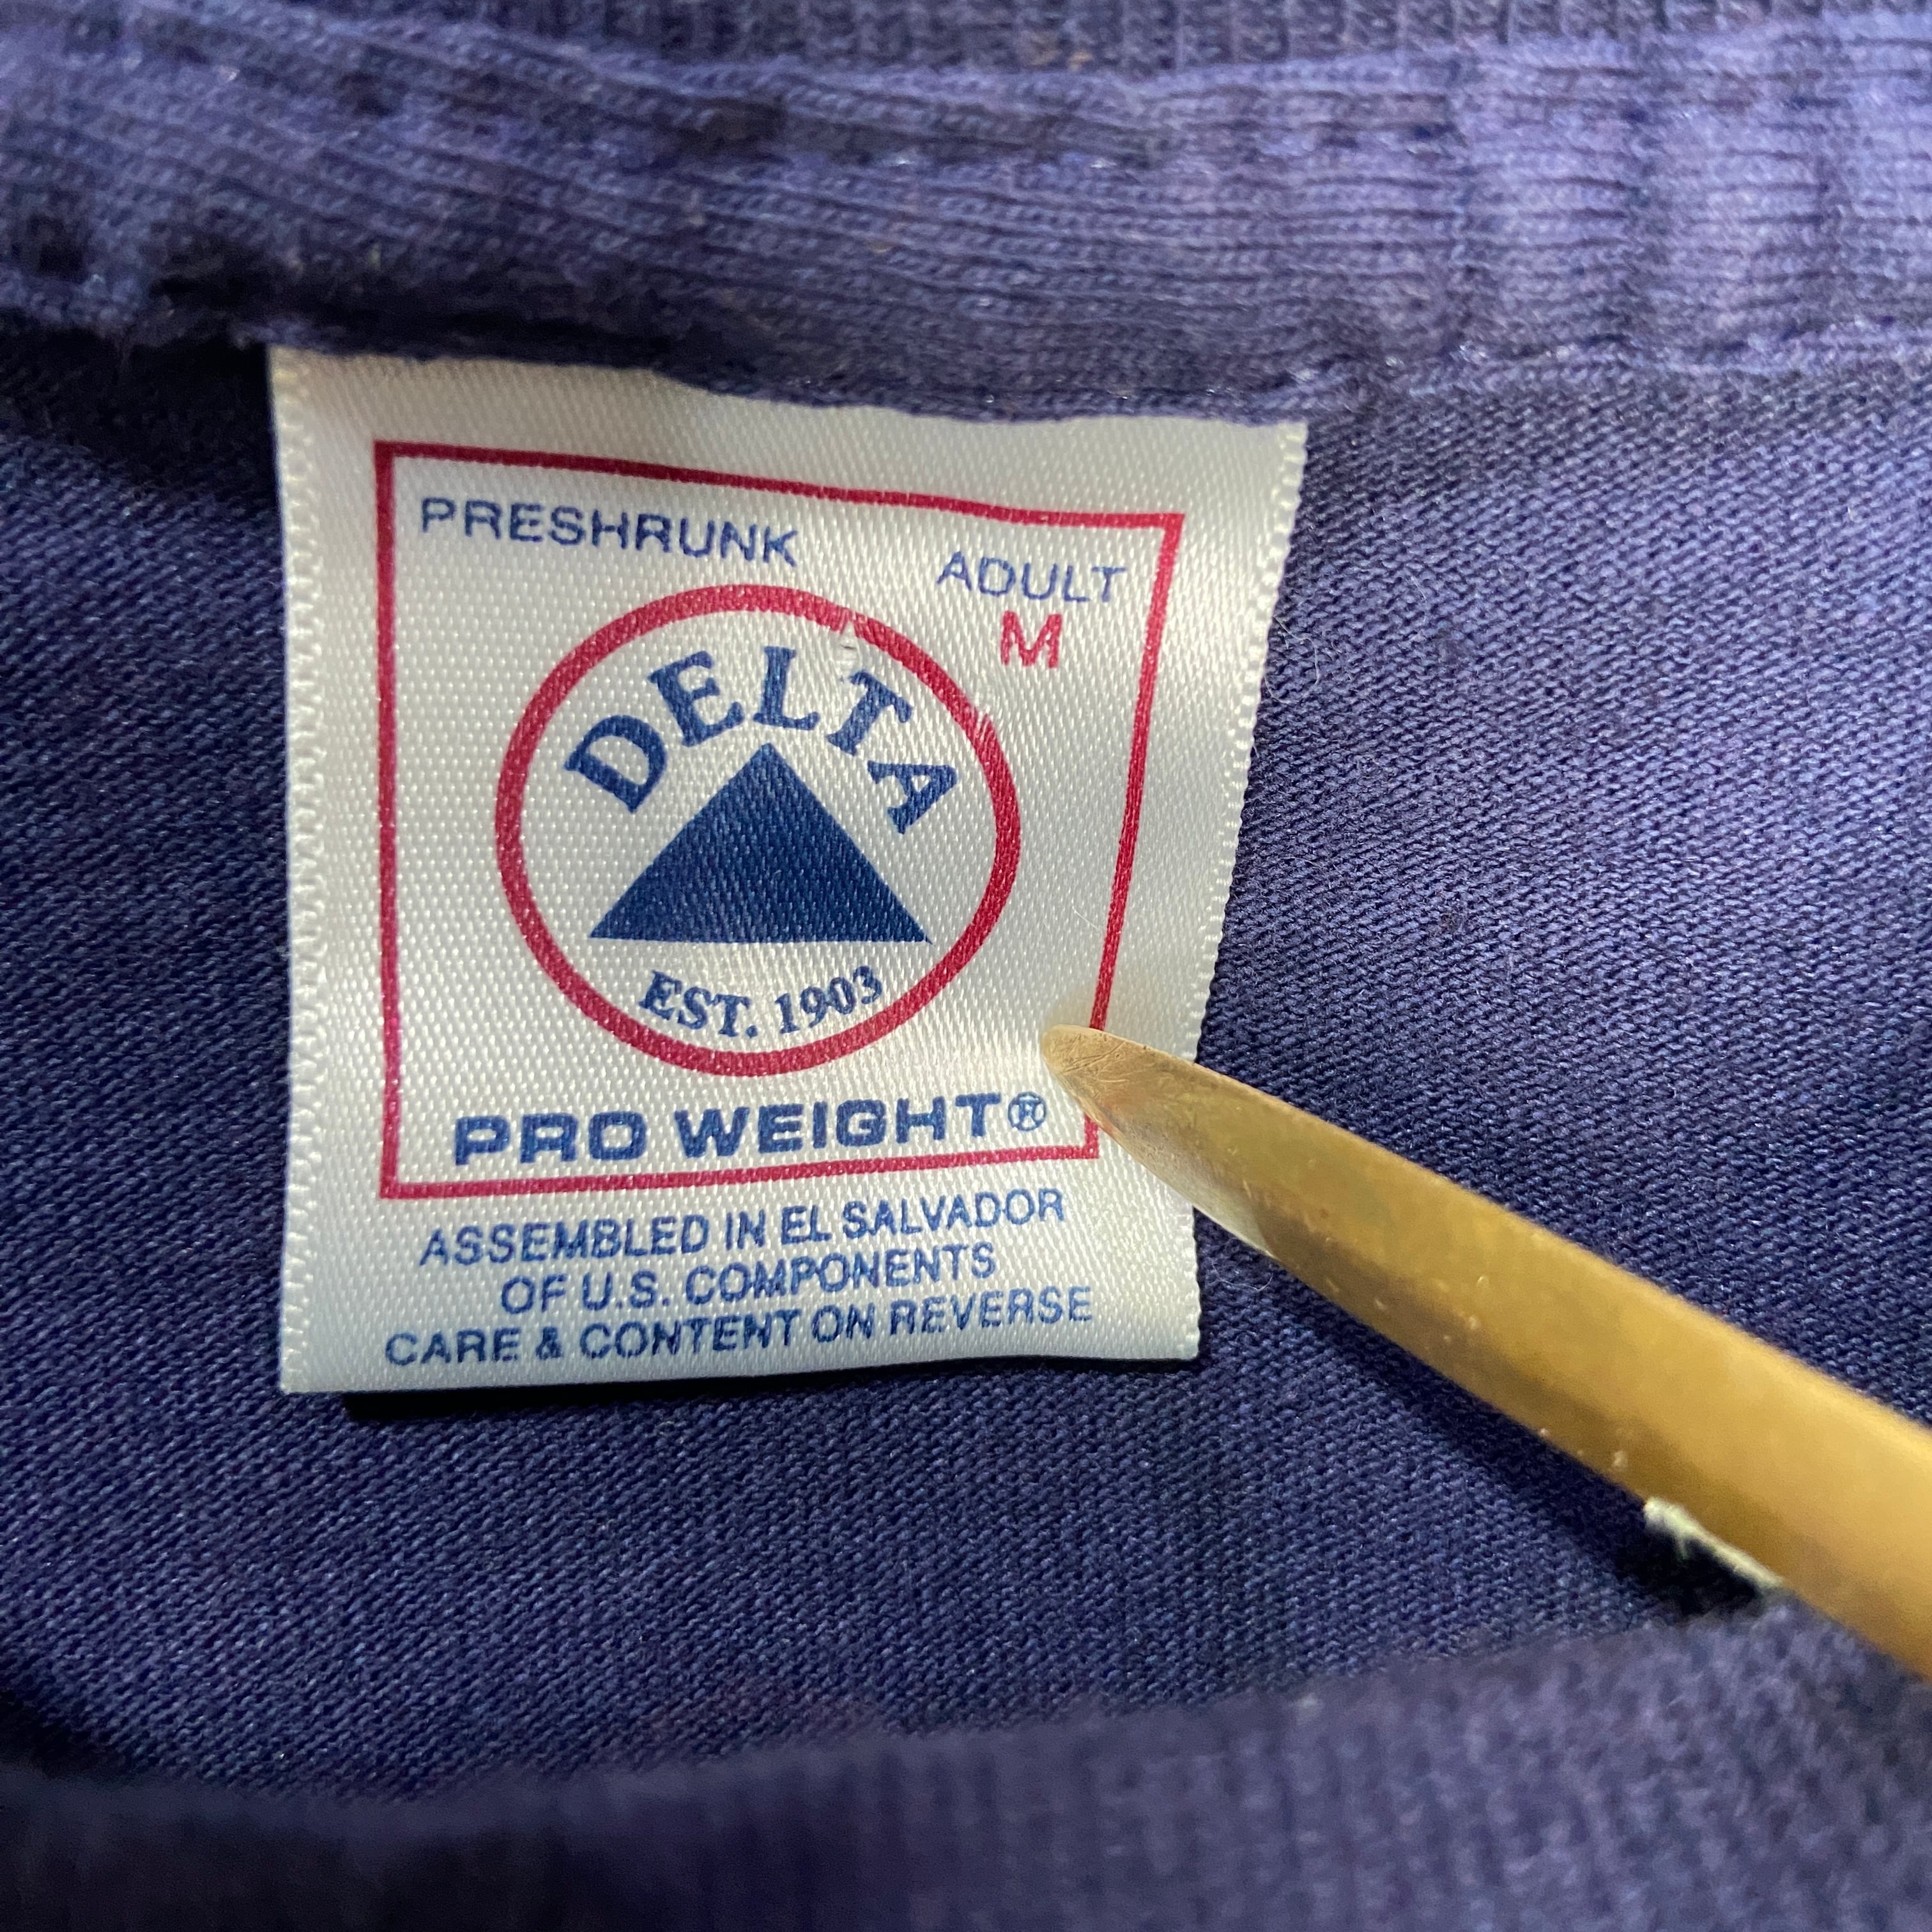 PRESHRUNK
ADULT
M
DELTA
EST. 1903
PRO WEIGHT®
ASSEMBLED IN EL SALVADOR
OF U.S. COMPONENTS
CARE & CONTENT ON REVERSE